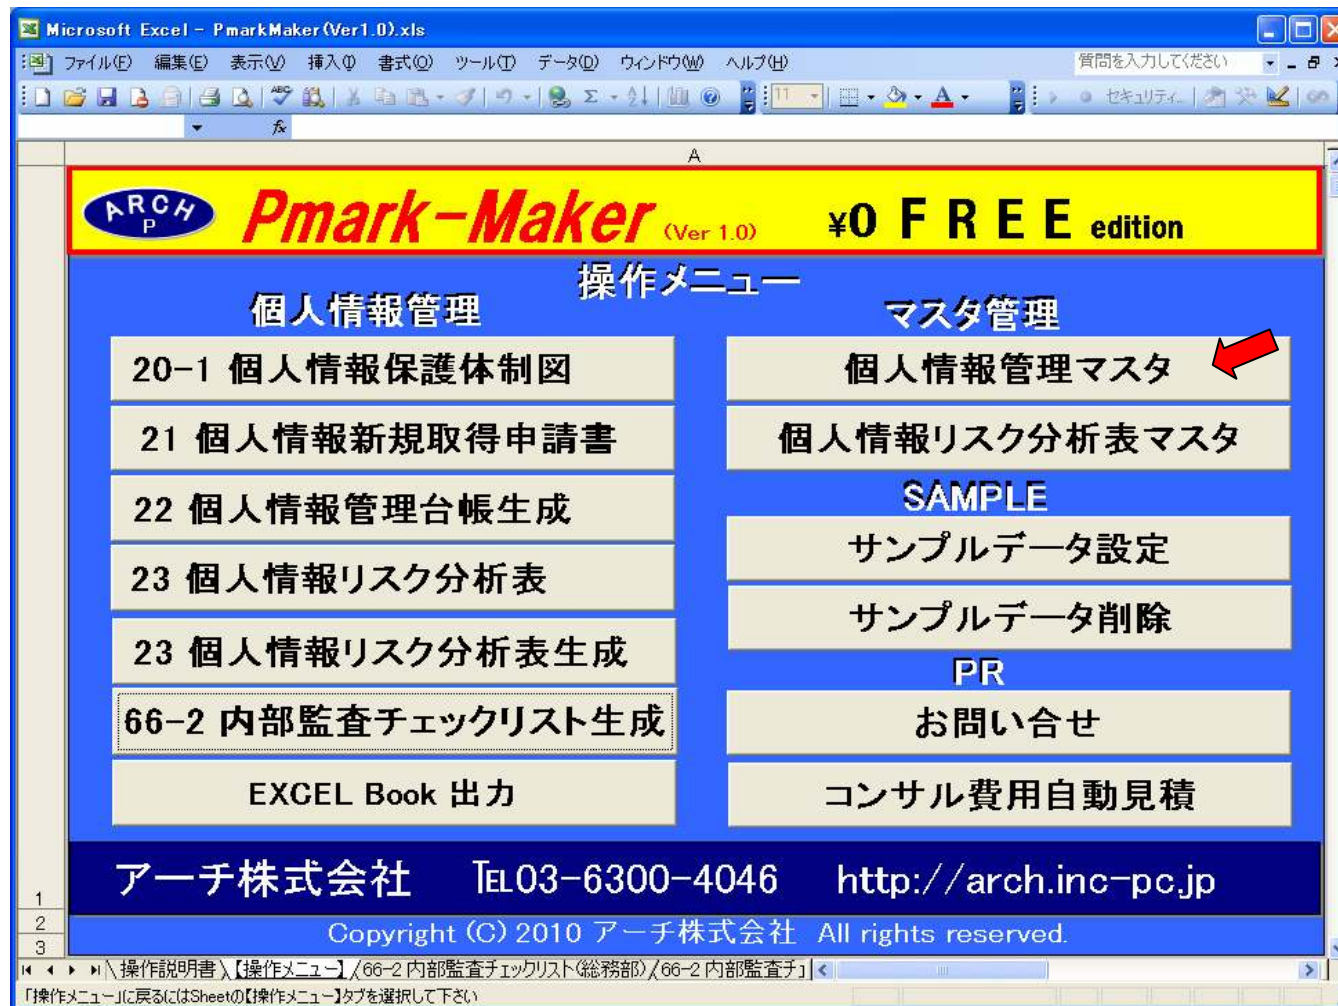 Microsoft Excel - PmarkMaker(Ver1.0).xls
ファイル(F) 編集(E) 表示(V) 挿入(I) 書式(O) ツール(T) データ(D) ウィンドウ(W) ヘルプ(H) 質問を入力してください
11 セキュリティ...
fx
A
ARCH P Pmark-Maker (Ver 1.0) ¥0 FREE edition
操作メニュー
個人情報管理
20-1 個人情報保護体制図
21 個人情報新規取得申請書
22 個人情報管理台帳生成
23 個人情報リスク分析表
23 個人情報リスク分析表生成
66-2 内部監査チェックリスト生成
EXCEL Book 出力
マスタ管理
個人情報管理マスタ
個人情報リスク分析表マスタ
SAMPLE
サンプルデータ設定
サンプルデータ削除
PR
お問い合せ
コンサル費用自動見積
アーチ株式会社 TEL03-6300-4046 http://arch.inc-pc.jp
1
2
Copyright (C) 2010 アーチ株式会社 All rights reserved.
3
操作説明書 【操作メニュー】 66-2 内部監査チェックリスト(総務部) 66-2 内部監査チ
「操作メニュー」に戻るにはSheetの【操作メニュー】タブを選択して下さい